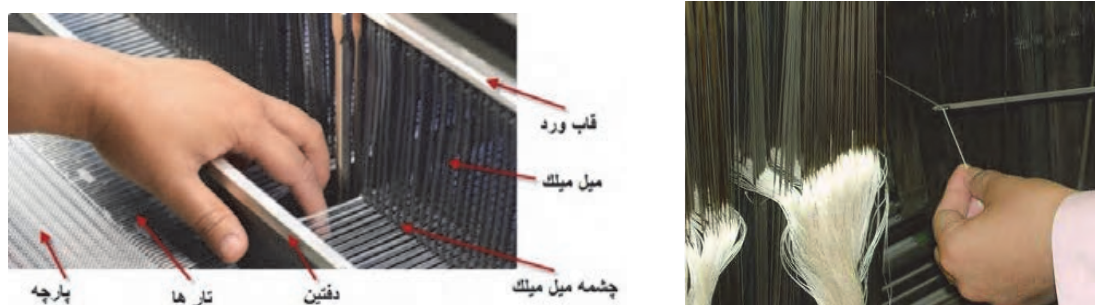 قاب ورد
میل میلک
چشمه میل میلک
دفتین
تار ها
پارچه